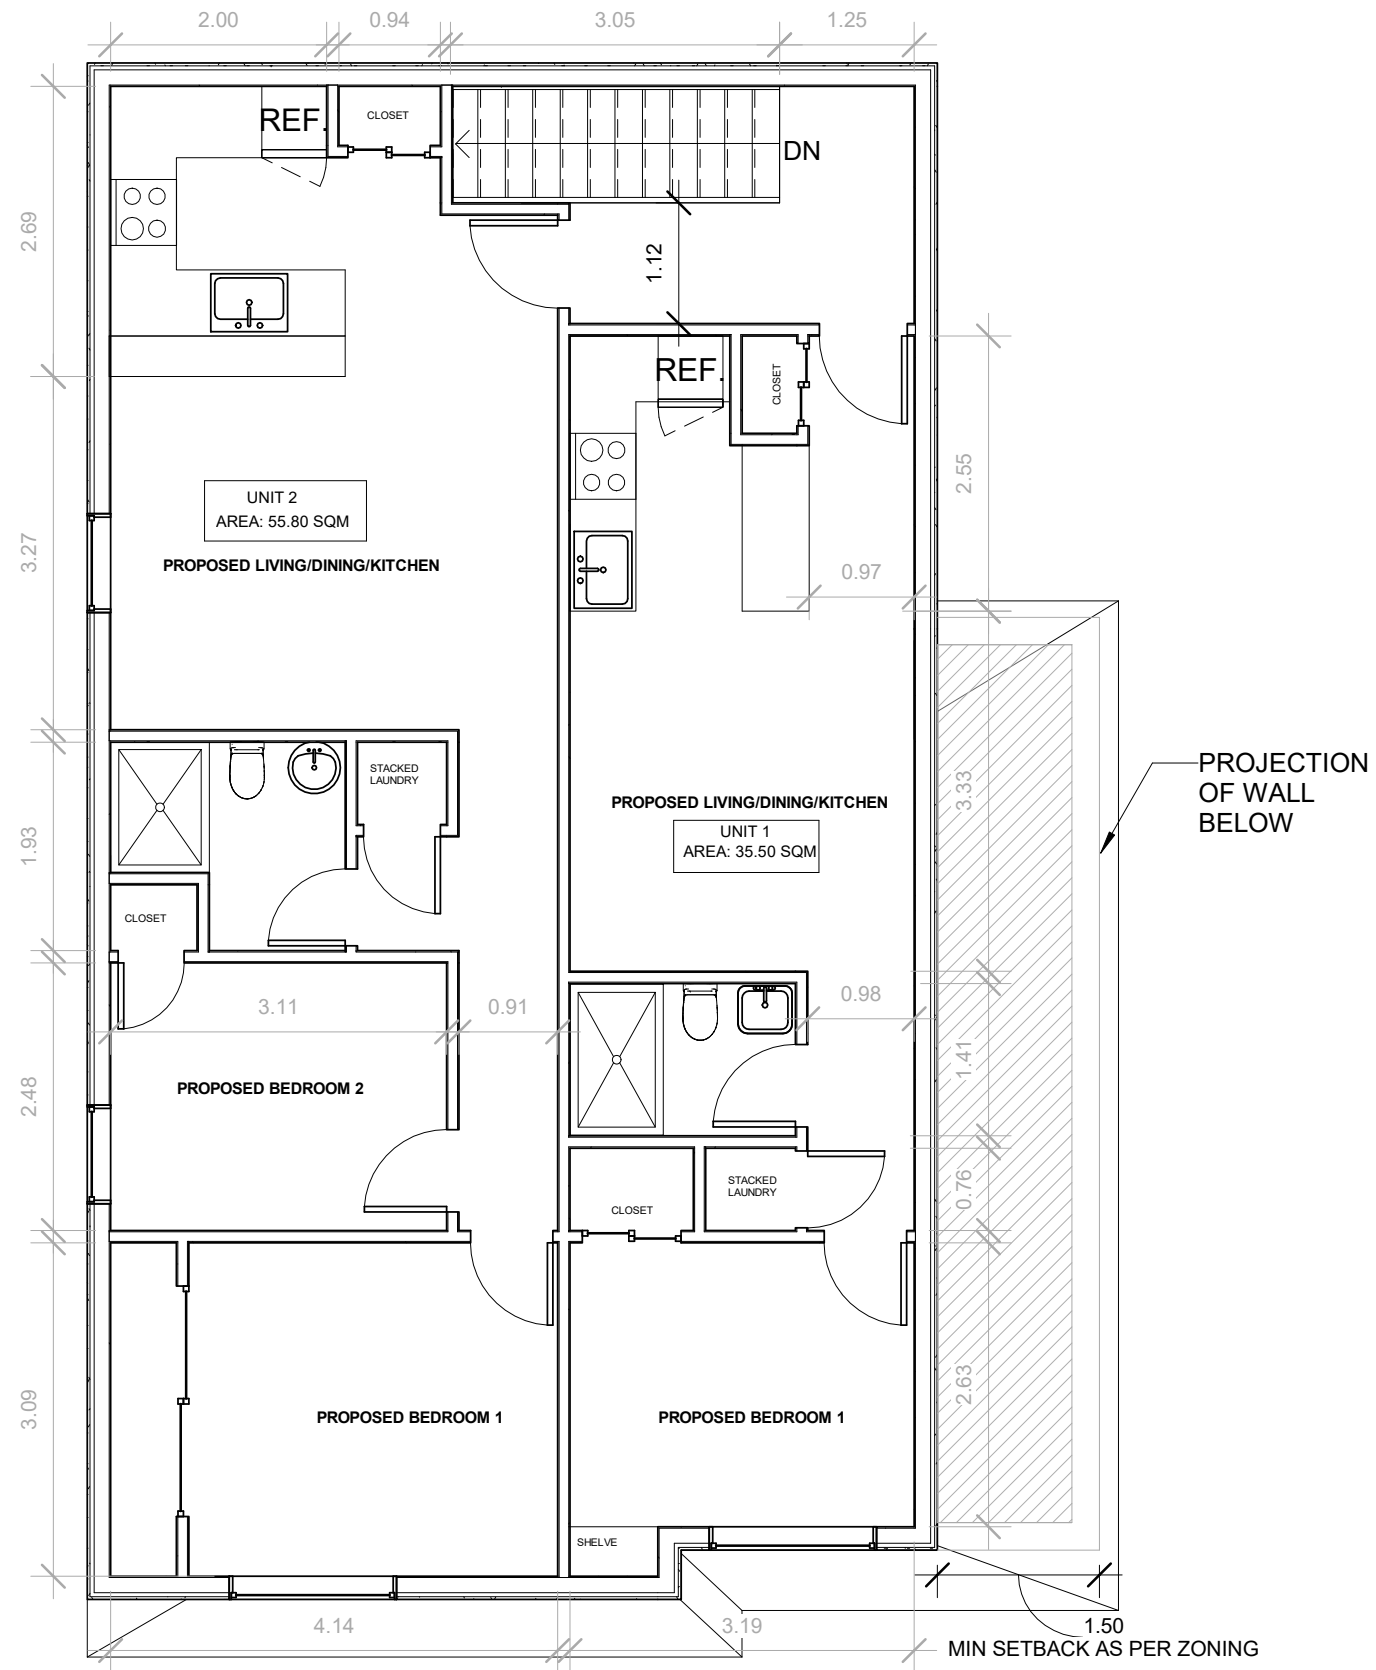 2.00
0.94
3.05
1.25
REF.
CLOSET
DN
2.69
1.12
REF.
CLOSET
2.55
UNIT 2
AREA: 55.80 SQM
PROPOSED LIVING/DINING/KITCHEN
3.27
0.97
PROJECTION
OF WALL
BELOW
STACKED
LAUNDRY
3.33
PROPOSED LIVING/DINING/KITCHEN
UNIT 1
AREA: 35.50 SQM
1.93
CLOSET
3.11
0.91
0.98
1.41
PROPOSED BEDROOM 2
2.48
STACKED
LAUNDRY
0.76
CLOSET
2.63
3.09
PROPOSED BEDROOM 1
PROPOSED BEDROOM 1
SHELVE
4.14
3.19
1.50
MIN SETBACK AS PER ZONING